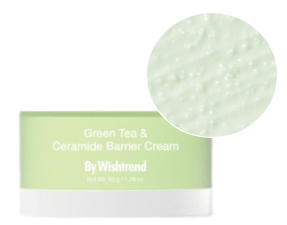 Green Tea &
Ceramide Barrier Cream
By Wishtrend